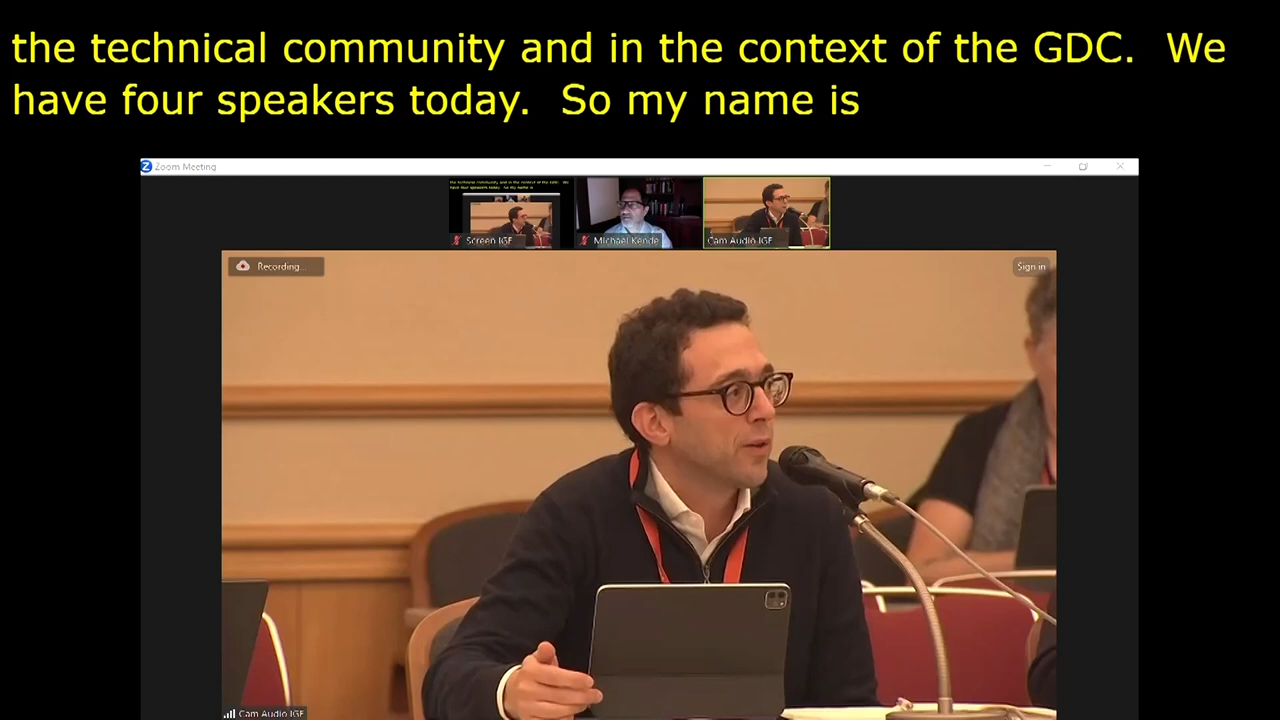 the technical community and in the context of the GDC.  We
have four speakers today.  So my name is
Zoom Meeting
Screen IGF
Michael Kende
Cam Audio IGF
Recording...
Sign in
Cam Audio IGF